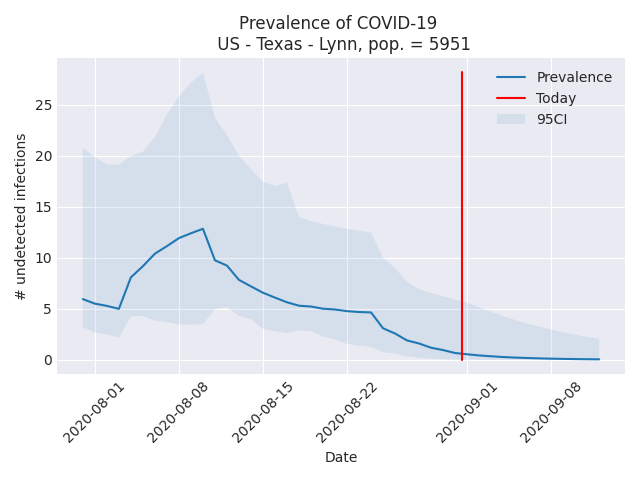 Prevalence of COVID-19
US - Texas - Lynn, pop. = 5951
# undetected infections
25
20
15
10
5
0
Prevalence
Today
95CI
2020-08-01
2020-08-08
2020-08-15
2020-08-22
2020-09-01
2020-09-08
Date